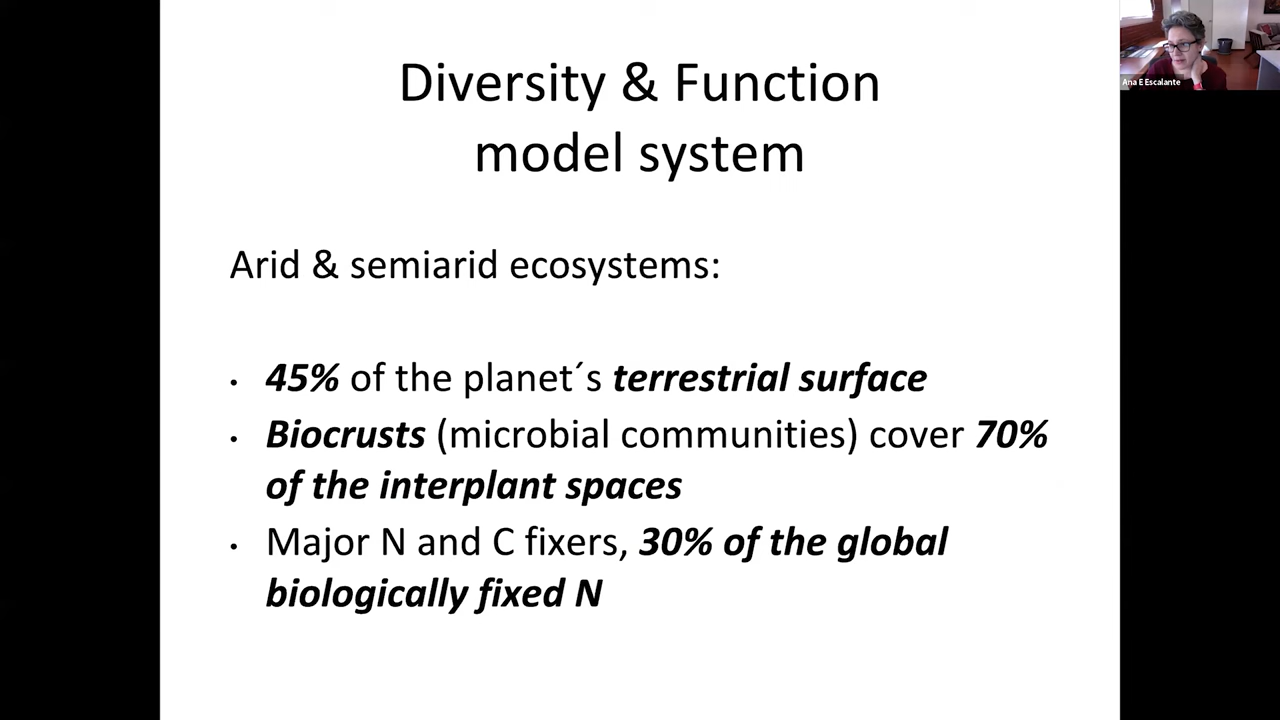 Diversity & Function
model system
Ana E Escalante
Arid & semiarid ecosystems:
• 45% of the planet´s terrestrial surface
• Biocrusts (microbial communities) cover 70%
of the interplant spaces
• Major N and C fixers, 30% of the global
biologically fixed N